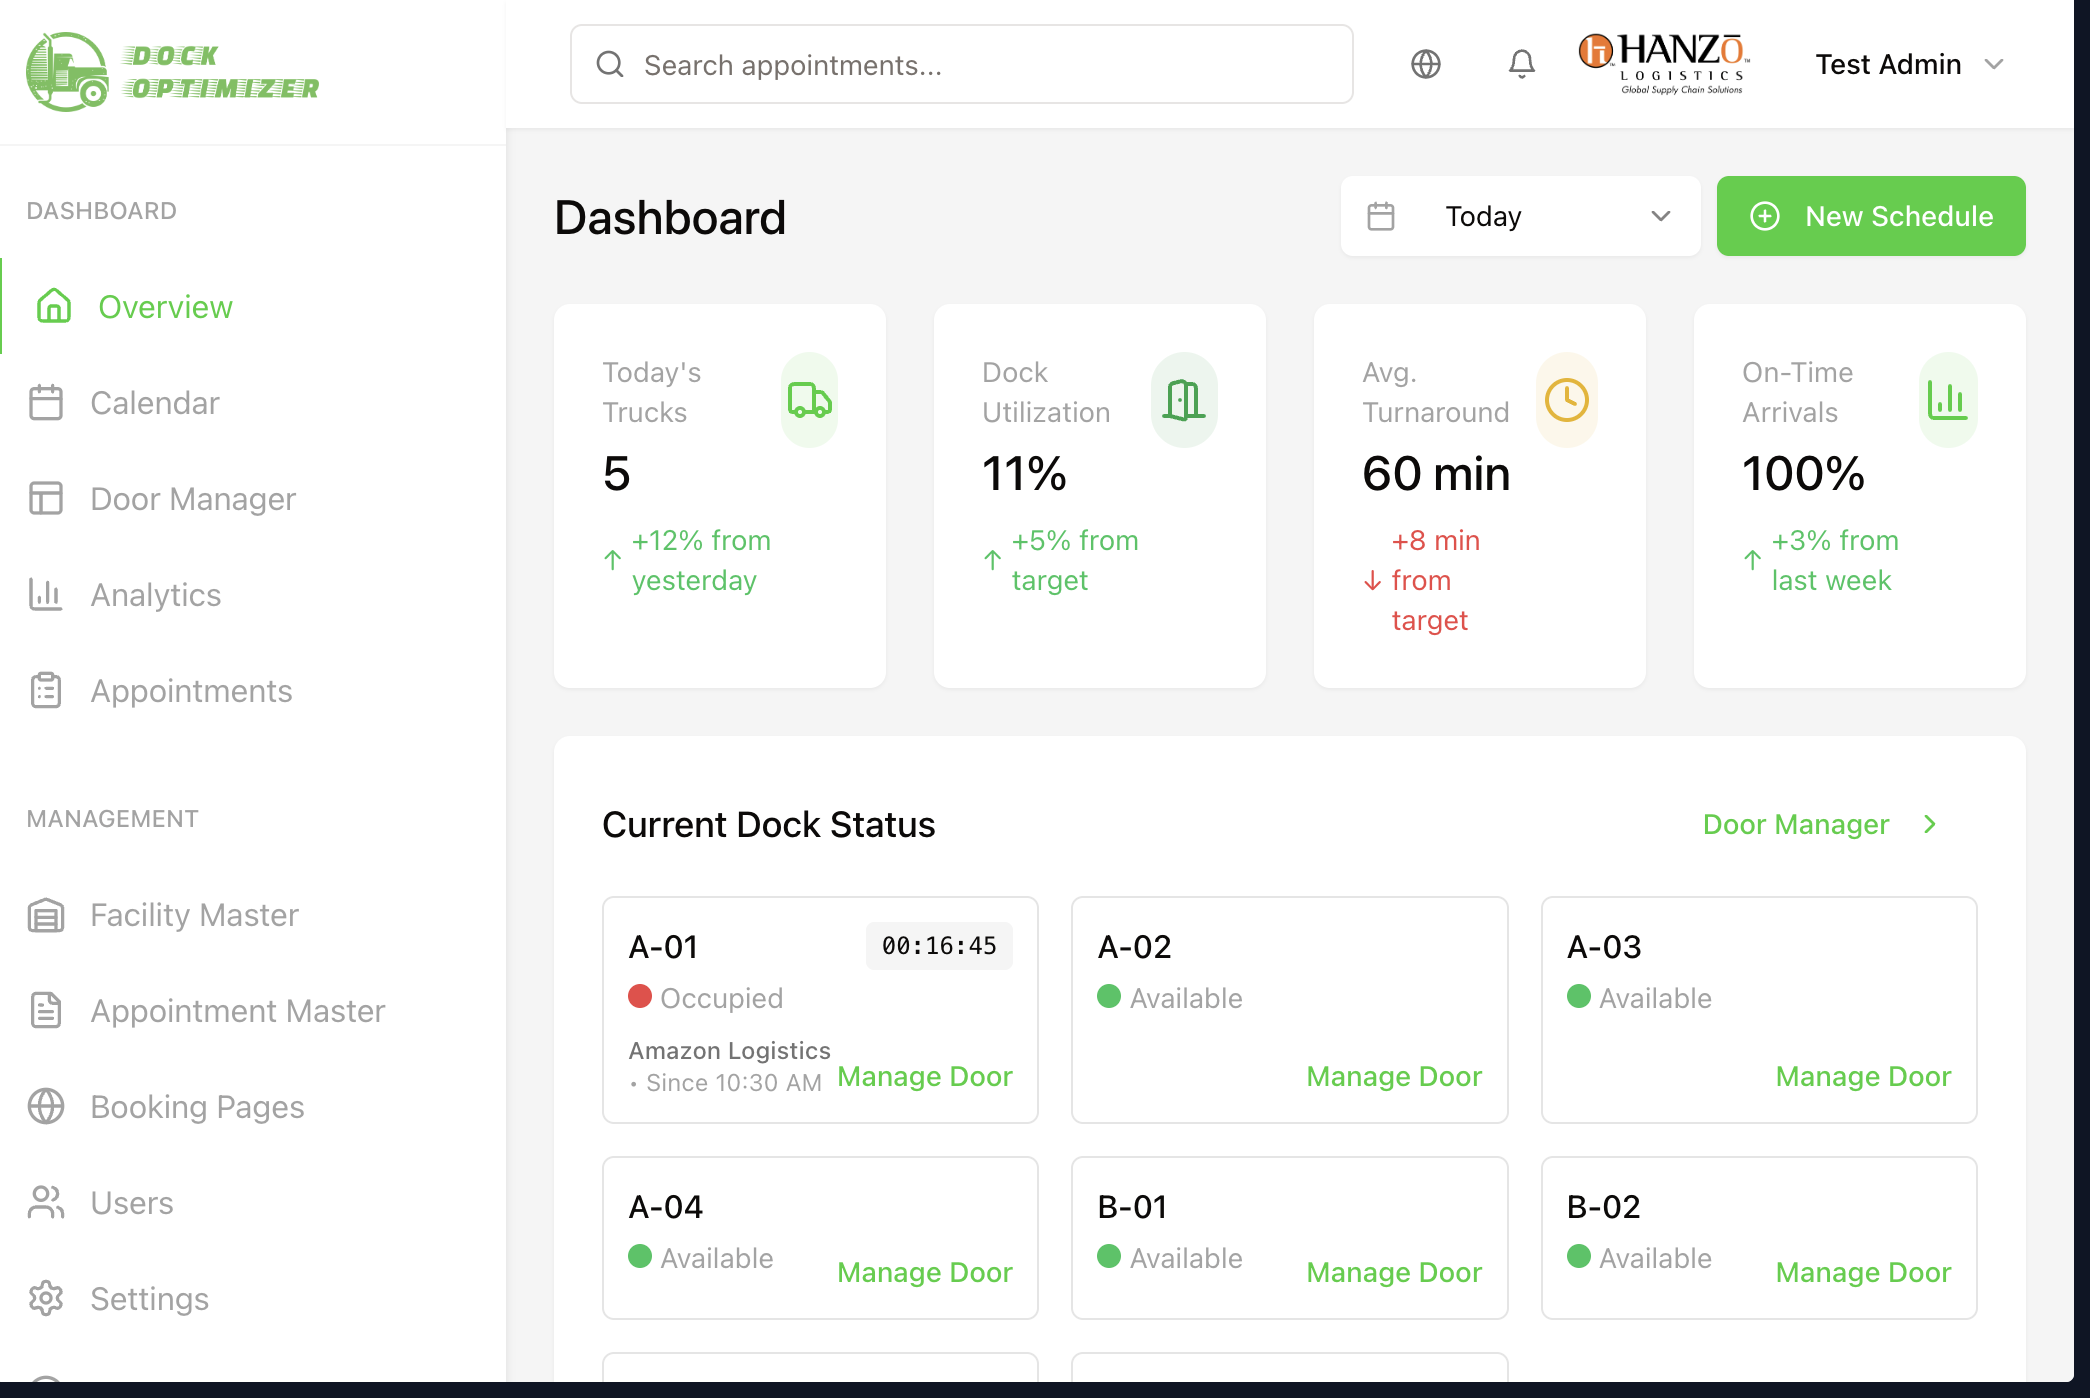 DOCK
OPTIMIZER
Search appointments...
HANZŌ
LOGISTICS
Global Supply Chain Solutions
Test Admin
DASHBOARD
Overview
Calendar
Door Manager
Analytics
Appointments
MANAGEMENT
Facility Master
Appointment Master
Booking Pages
Users
Settings
Dashboard
Today
New Schedule
Today's
Trucks
5
↑ +12% from
yesterday
Dock
Utilization
11%
↑ +5% from
target
Avg.
Turnaround
60 min
+8 min
↓ from
target
On-Time
Arrivals
100%
↑ +3% from
last week
Current Dock Status
Door Manager
A-01
00:16:45
Occupied
Amazon Logistics
• Since 10:30 AM
Manage Door
A-02
Available
Manage Door
A-03
Available
Manage Door
A-04
Available
Manage Door
B-01
Available
Manage Door
B-02
Available
Manage Door